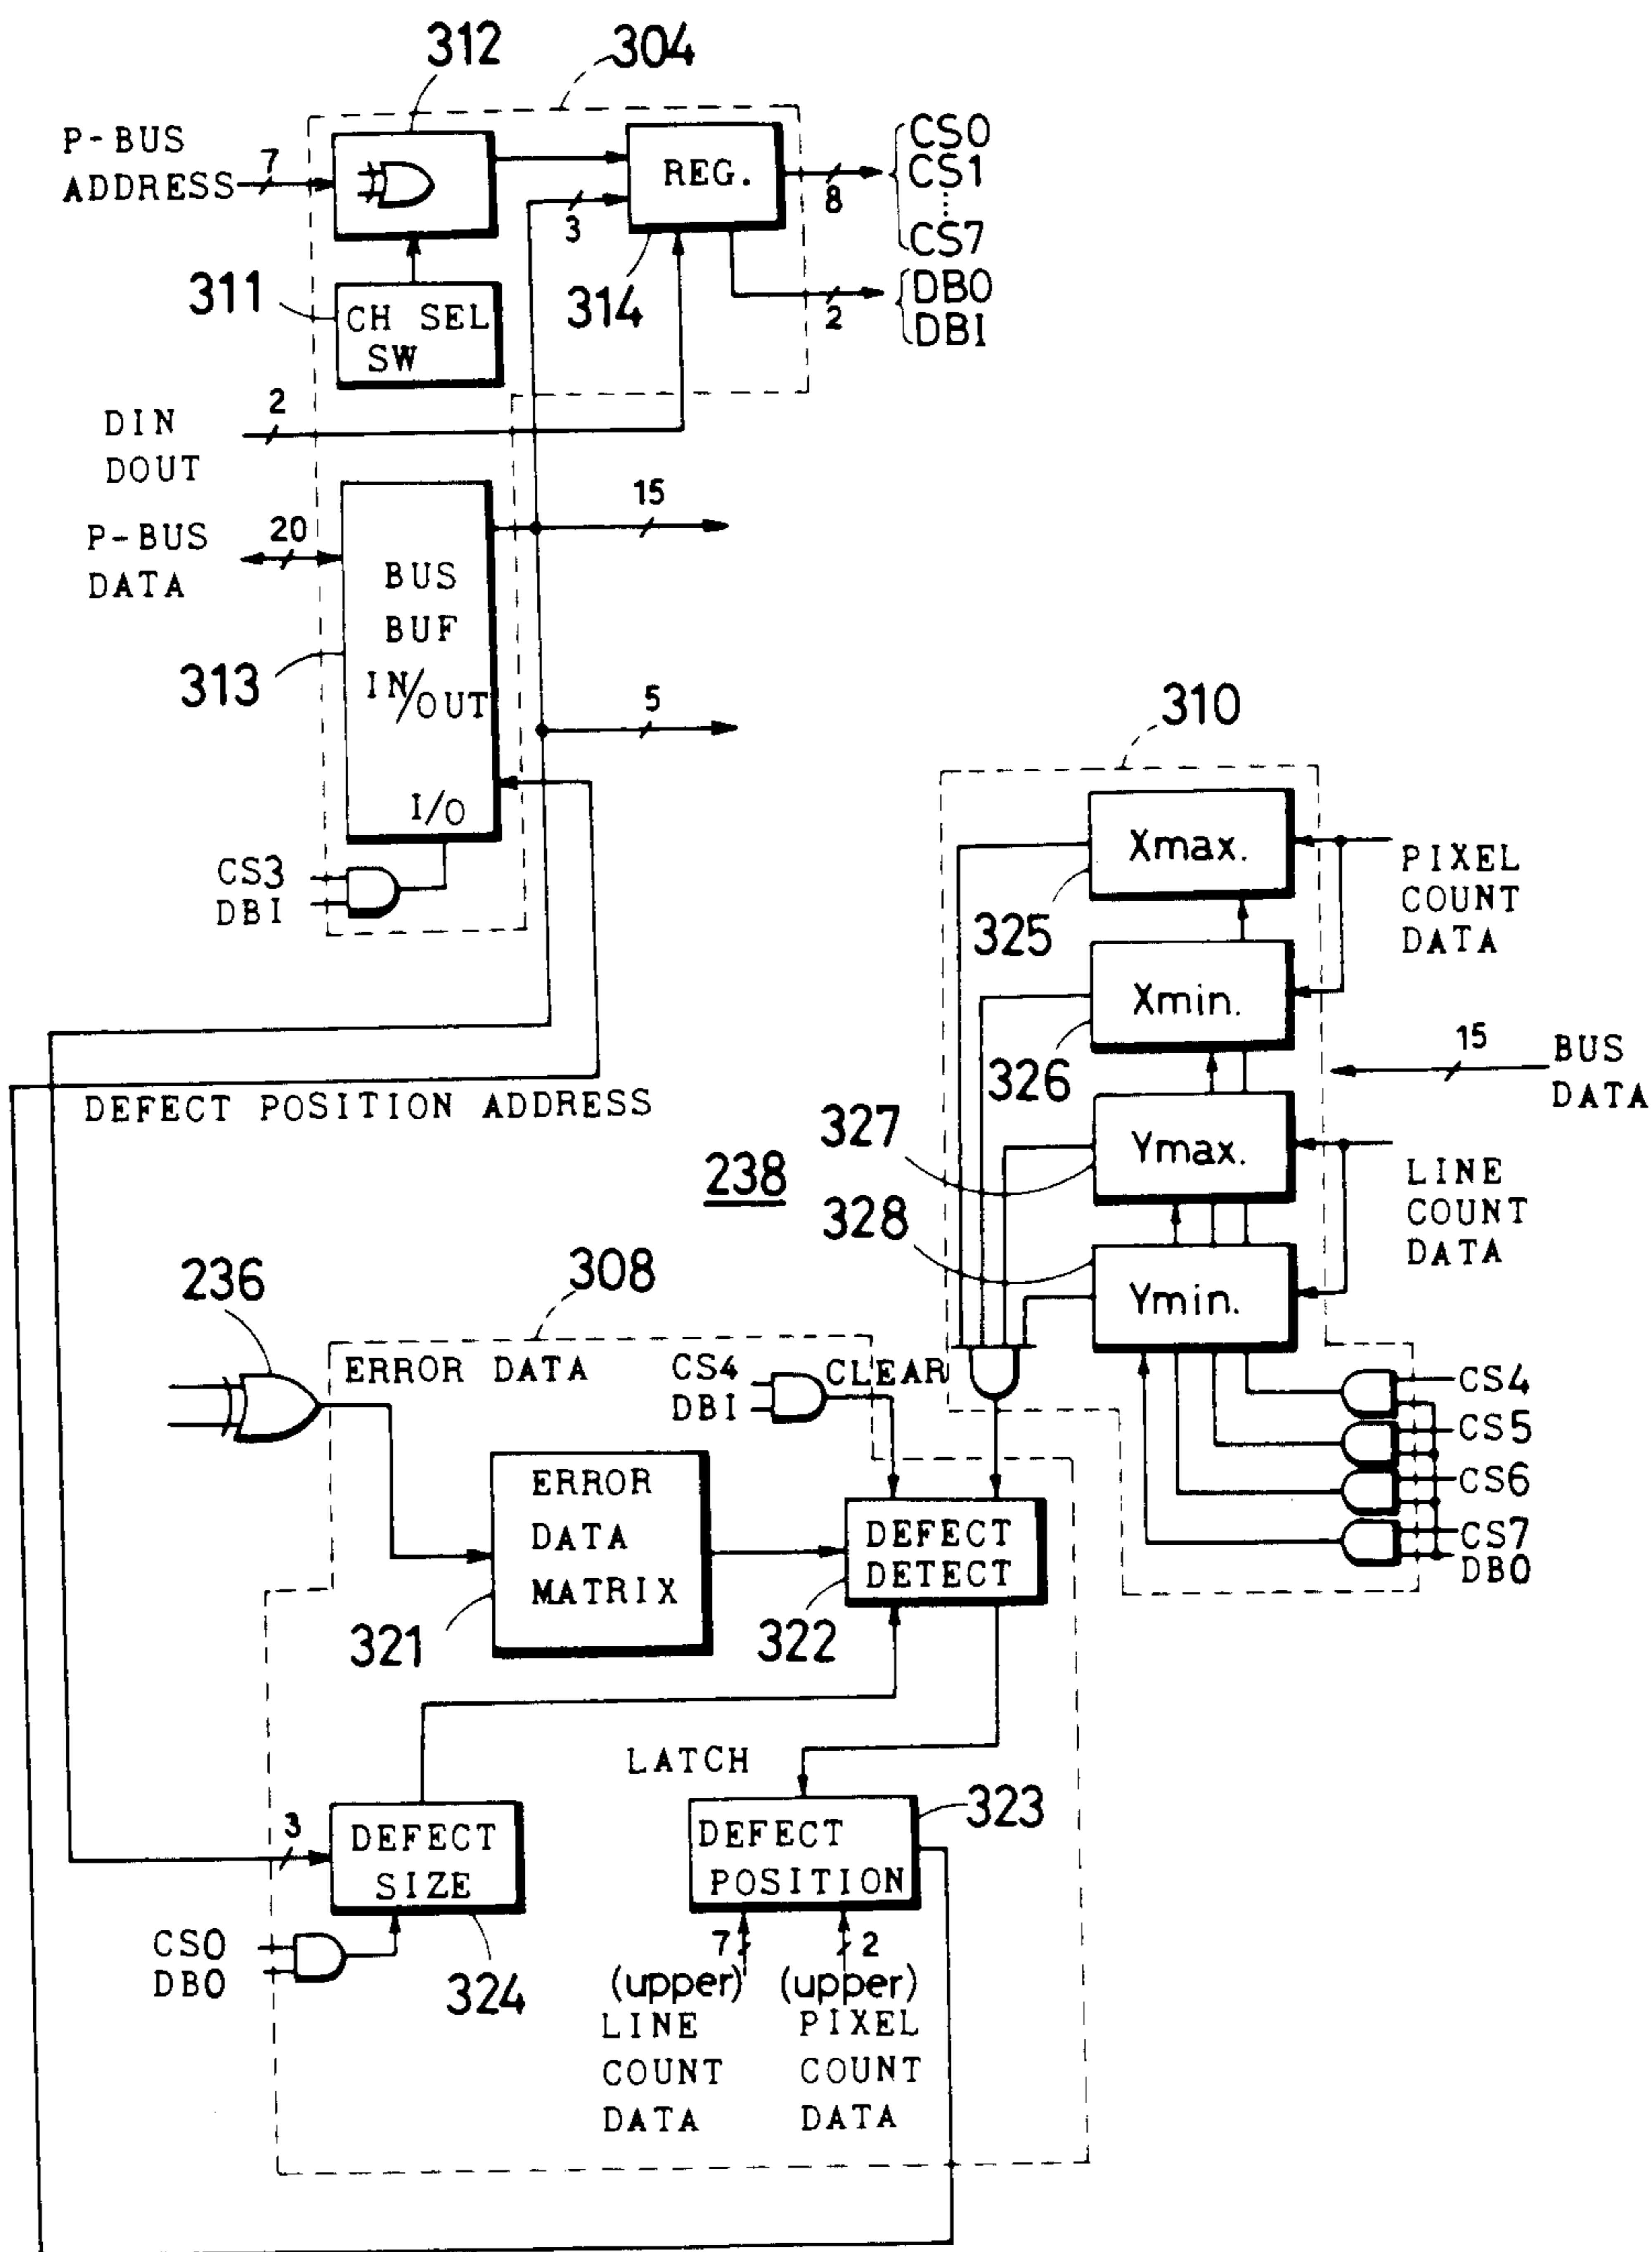 312
304
P-BUS
ADDRESS
7
REG.
8
CS0
CS1
CS7
3
311
CH SEL
SW
314
2
DB0
DBI
DIN
DOUT
2
P-BUS
DATA
20
BUS
BUF
IN/OUT
I/O
15
313
5
CS3
DBI
DEFECT POSITION ADDRESS
310
Xmax.
325
PIXEL
COUNT
DATA
Xmin.
326
15
BUS
DATA
327
Ymax.
238
328
LINE
COUNT
DATA
Ymin.
236
308
ERROR DATA
CS4
DBI
CLEAR
CS4
CS5
CS6
CS7
DB0
ERROR
DATA
MATRIX
321
DEFECT
DETECT
322
LATCH
3
DEFECT
SIZE
324
CS0
DB0
DEFECT
POSITION
323
7
2
(upper)
(upper)
LINE
COUNT
DATA
PIXEL
COUNT
DATA